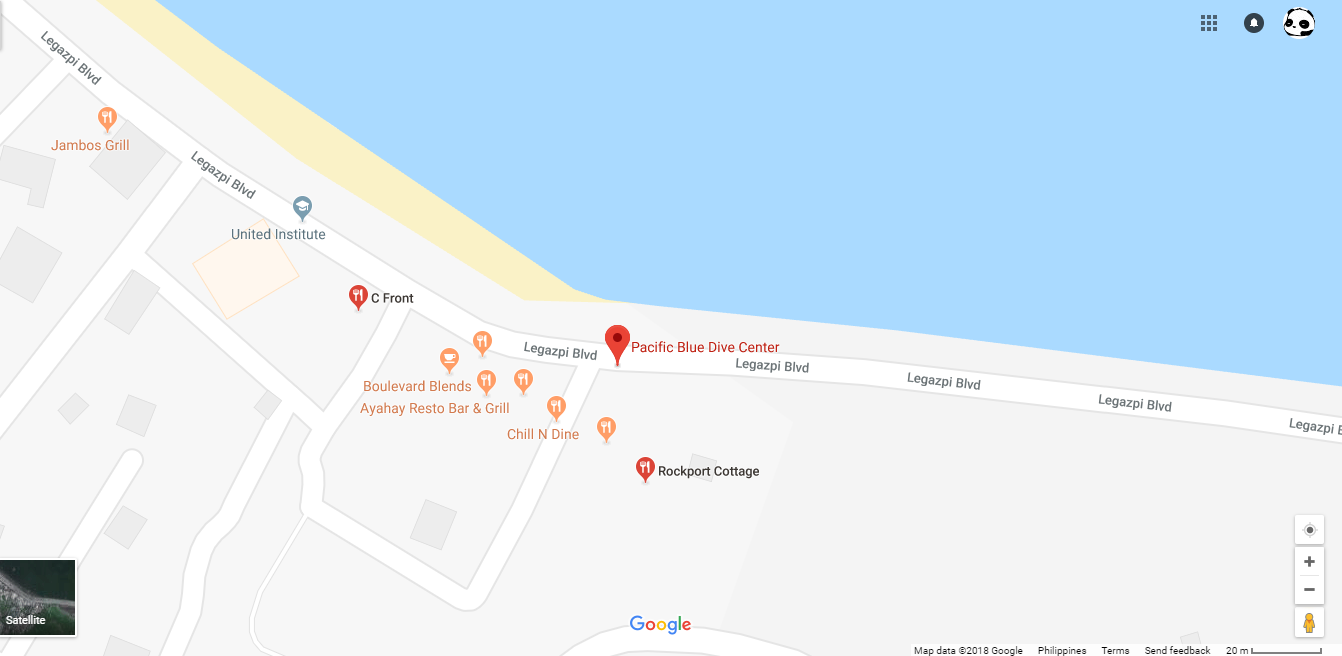 Legazpi Blvd
Jambos Grill
Legazpi Blvd
United Institute
C Front
Legazpi Blvd
Pacific Blue Dive Center
Legazpi Blvd
Legazpi Blvd
Legazpi Blvd
Legazpi B
Boulevard Blends
Ayahay Resto Bar & Grill
Chill N Dine
Rockport Cottage
Satellite
Google
Map data ©2018 Google Philippines Terms Send feedback 20 m